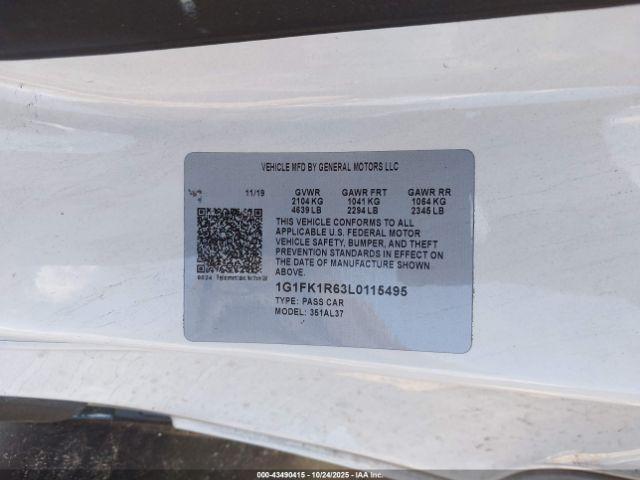 VEHICLE MFD BY GENERAL MOTORS LLC
11/19 GVWR GAWR FRT GAWR RR
2104 KG 1041 KG 1064 KG
4639 LB 2294 LB 2345 LB
THIS VEHICLE CONFORMS TO ALL
APPLICABLE U.S. FEDERAL MOTOR
VEHICLE SAFETY, BUMPER, AND THEFT
PREVENTION STANDARDS IN EFFECT ON
THE DATE OF MANUFACTURE SHOWN
ABOVE.
1G1FK1R63L0115495
TYPE: PASS CAR
MODEL: 351AL37
000-43490415 - 10/24/2025 - IAAI.COM